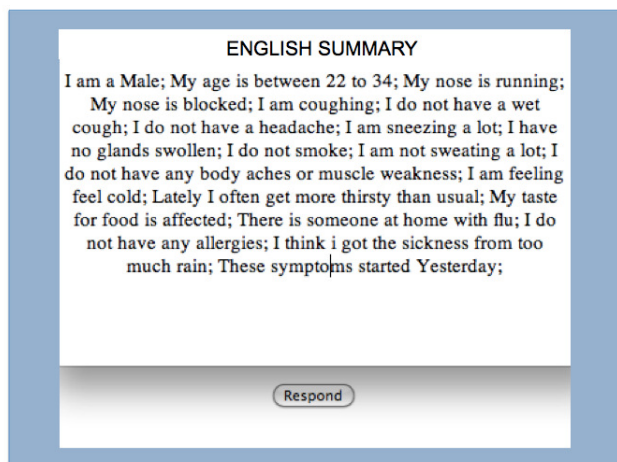 ENGLISH SUMMARY
I am a Male; My age is between 22 to 34; My nose is running;
My nose is blocked; I am coughing; I do not have a wet
cough; I do not have a headache; I am sneezing a lot; I have
no glands swollen; I do not smoke; I am not sweating a lot; I
do not have any body aches or muscle weakness; I am feeling
feel cold; Lately I often get more thirsty than usual; My taste
for food is affected; There is someone at home with flu; I do
not have any allergies; I think i got the sickness from too
much rain; These symptoms started Yesterday;
Respond